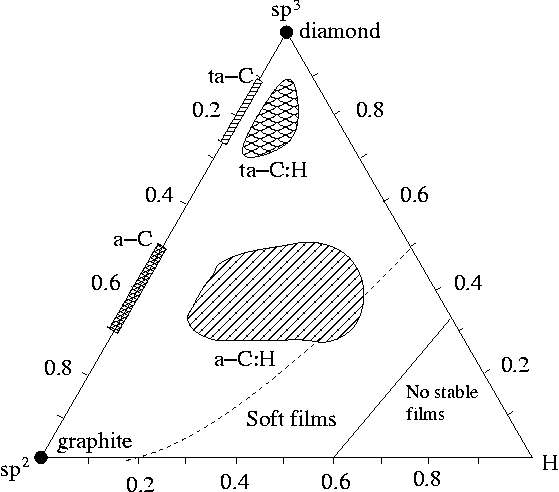 sp³
diamond
ta−C
0.2
0.8
ta−C:H
0.4
0.6
a−C
0.6
0.4
a−C:H
0.8
0.2
No stable
films
Soft films
graphite
sp²
H
0.2
0.4
0.6
0.8